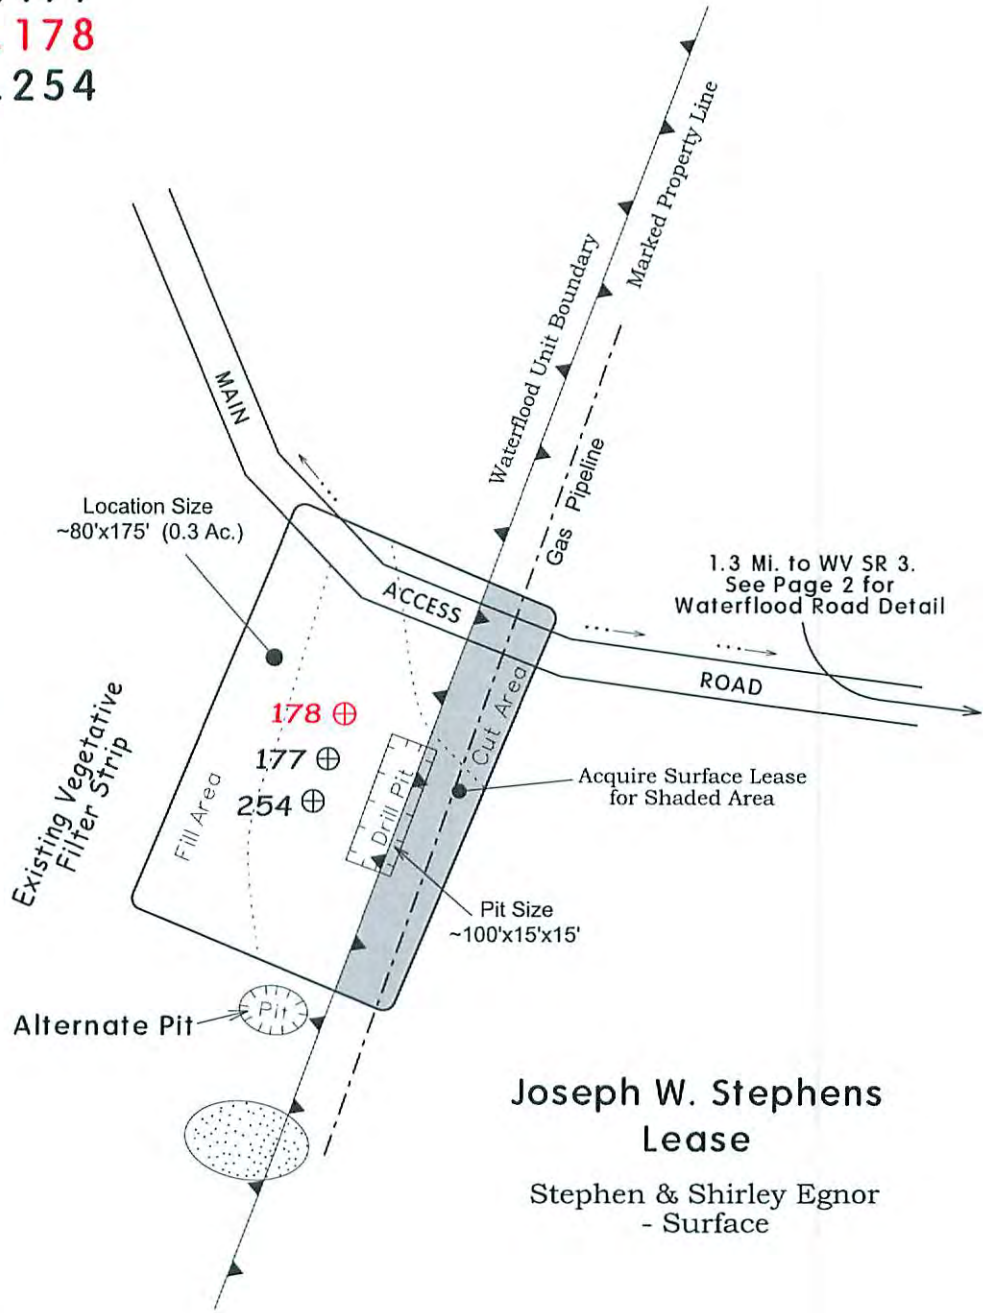 178
254
Marked Property Line
Waterflood Unit Boundary
MAIN
Gas Pipeline
Location Size
~80'x175' (0.3 Ac.)
1.3 Mi. to WV SR 3.
See Page 2 for
Waterflood Road Detail
ACCESS
ROAD
Existing Vegetative
Filter Strip
178
177
254
Fill Area
Drill Pit
Cut Area
Acquire Surface Lease
for Shaded Area
Pit Size
~100'x15'x15'
Pit
Alternate Pit
Joseph W. Stephens
Lease
Stephen & Shirley Egnor
- Surface